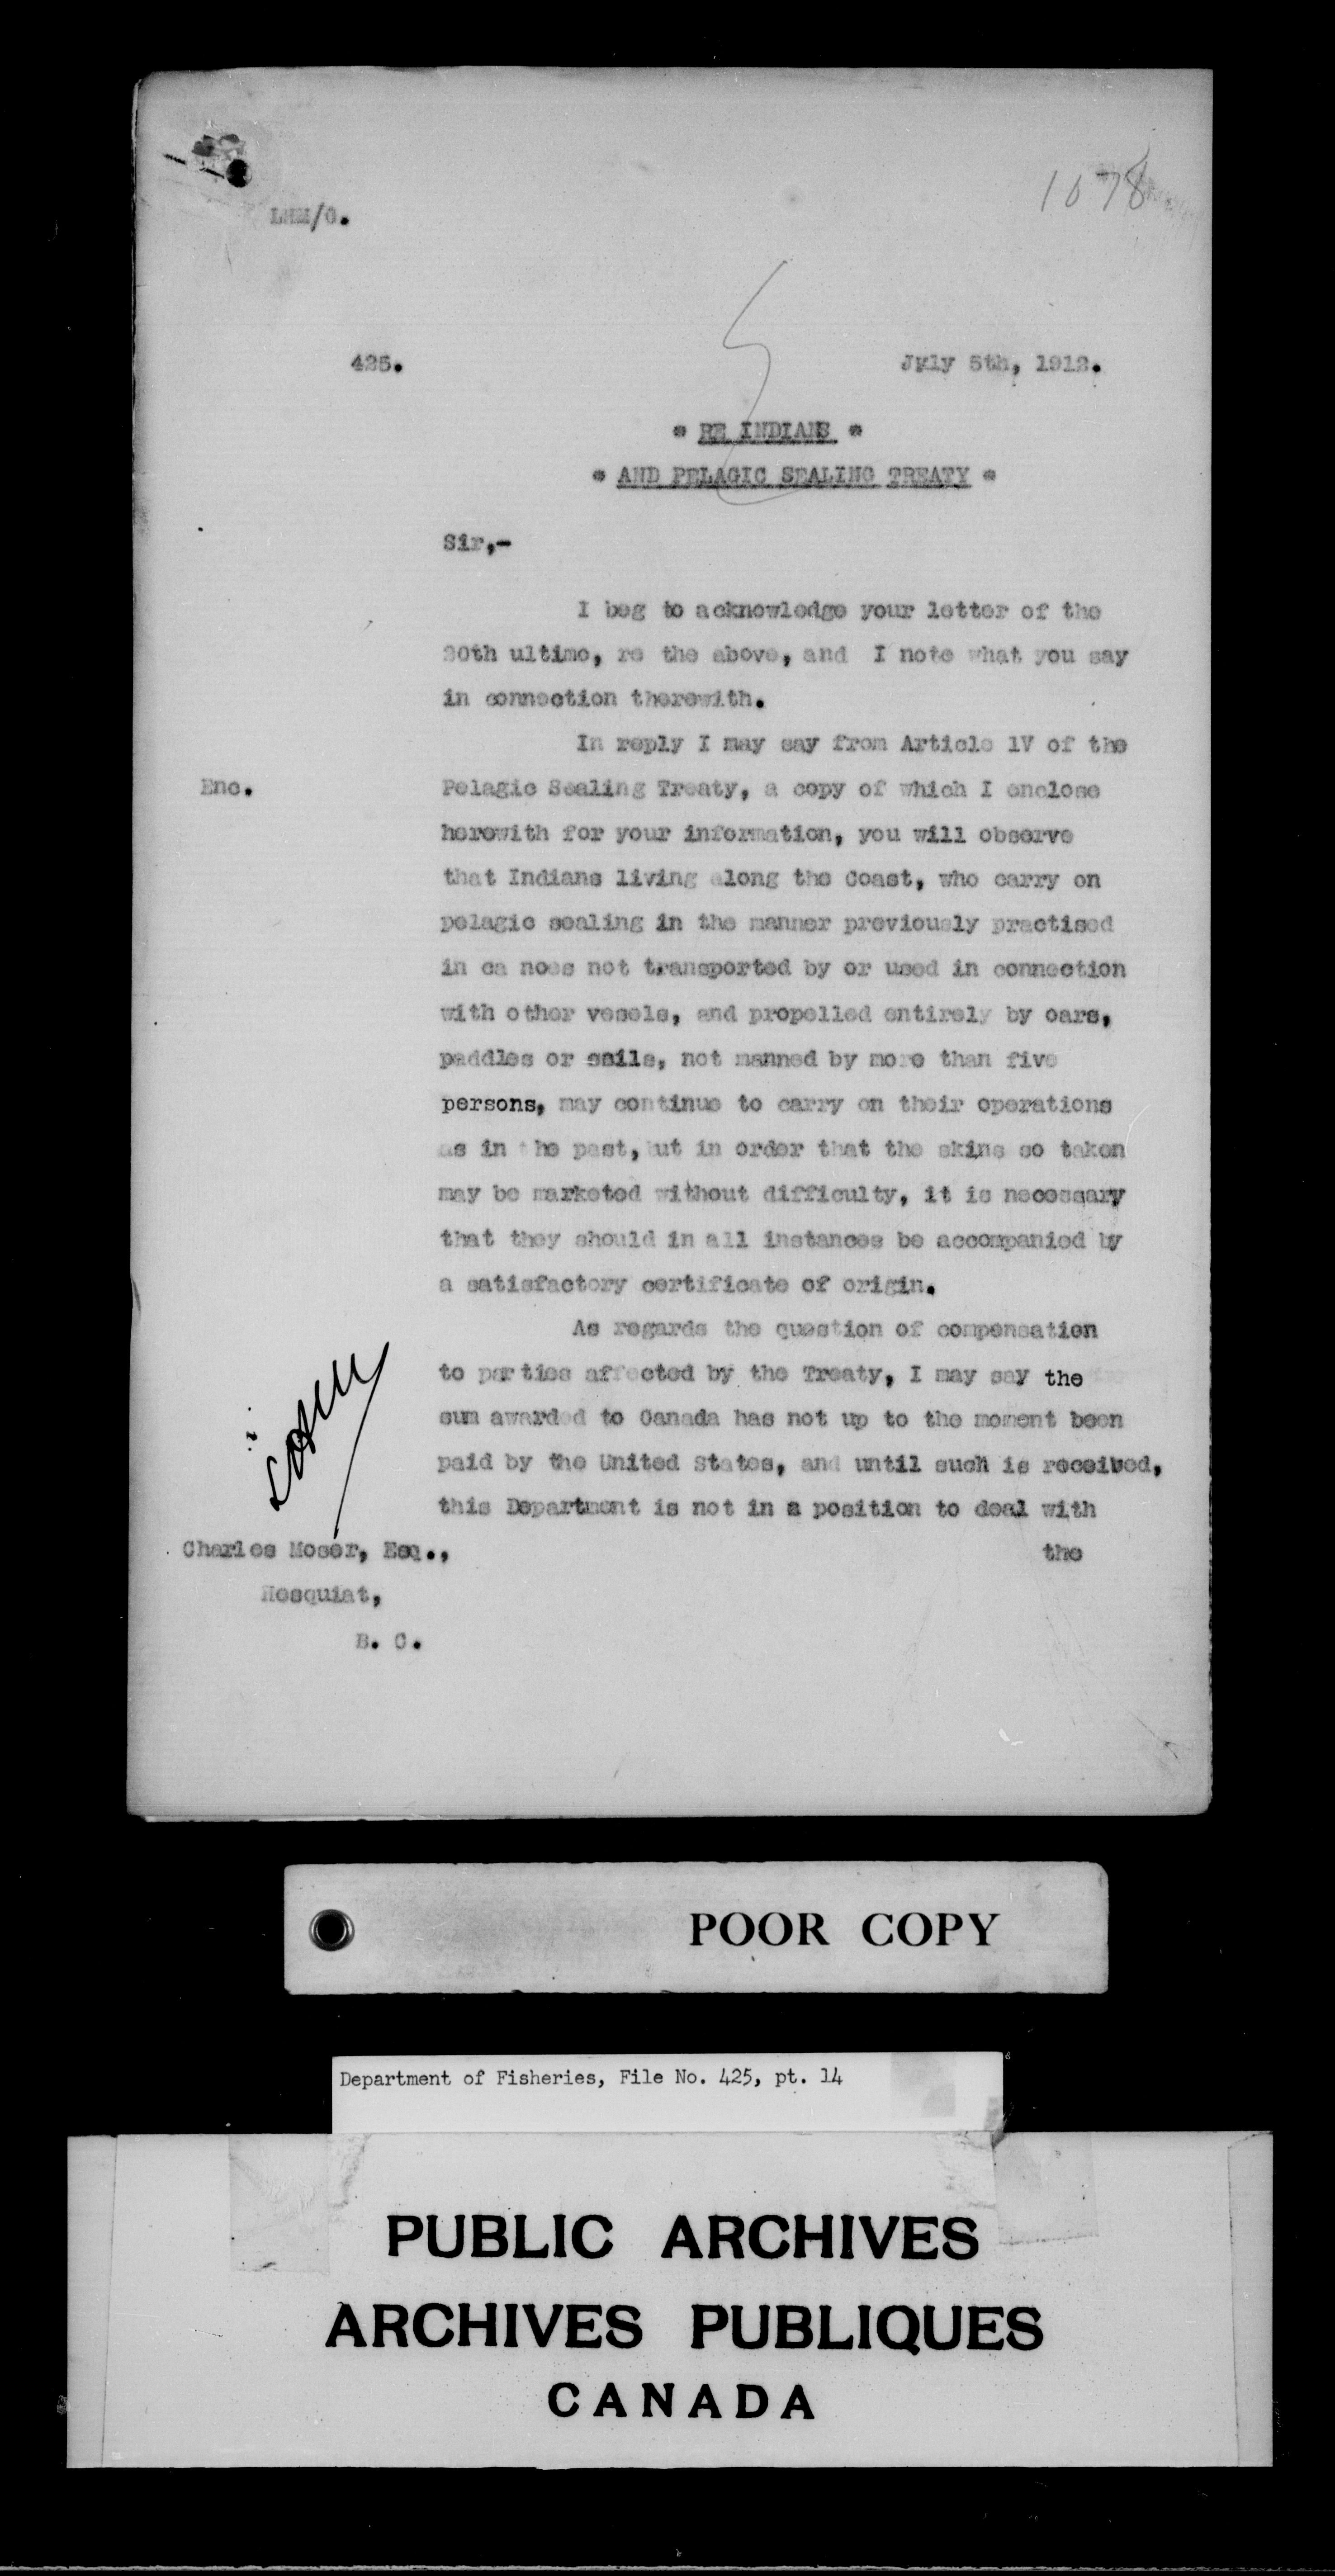 1078
LHM/G.
425.
Jyly 5th, 1912.
" RE INDIANS "
" AND PELAGIC SEALING TREATY "
Sir,-
I beg to acknowledge your letter of the
20th ultimo, re the above, and I note what you say
in connection therewith.
In reply I may say from Article 1V of the
Enc.
Pelagic Sealing Treaty, a copy of which I enclose
herewith for your information, you will observe
that Indians living along the Coast, who carry on
pelagic sealing in the manner previously practised
in ca noes not transported by or used in connection
with other vesels, and propelled entirely by oars,
paddles or sails, not manned by more than five
persons, may continue to carry on their operations
as in the past, but in order that the skins so taken
may be marketed without difficulty, it is necessary
that they should in all instances be accompanied by
a satisfactory certificate of origin.
As regards the question of compensation
to parties affected by the Treaty, I may say the
sum awarded to Canada has not up to the moment been
paid by the United States, and until such is received,
this Department is not in a position to deal with
the
Charles Moser, Esq.,
Hesquiat,
B. C.
POOR COPY
Department of Fisheries, File No. 425, pt. 14
PUBLIC ARCHIVES
ARCHIVES PUBLIQUES
CANADA